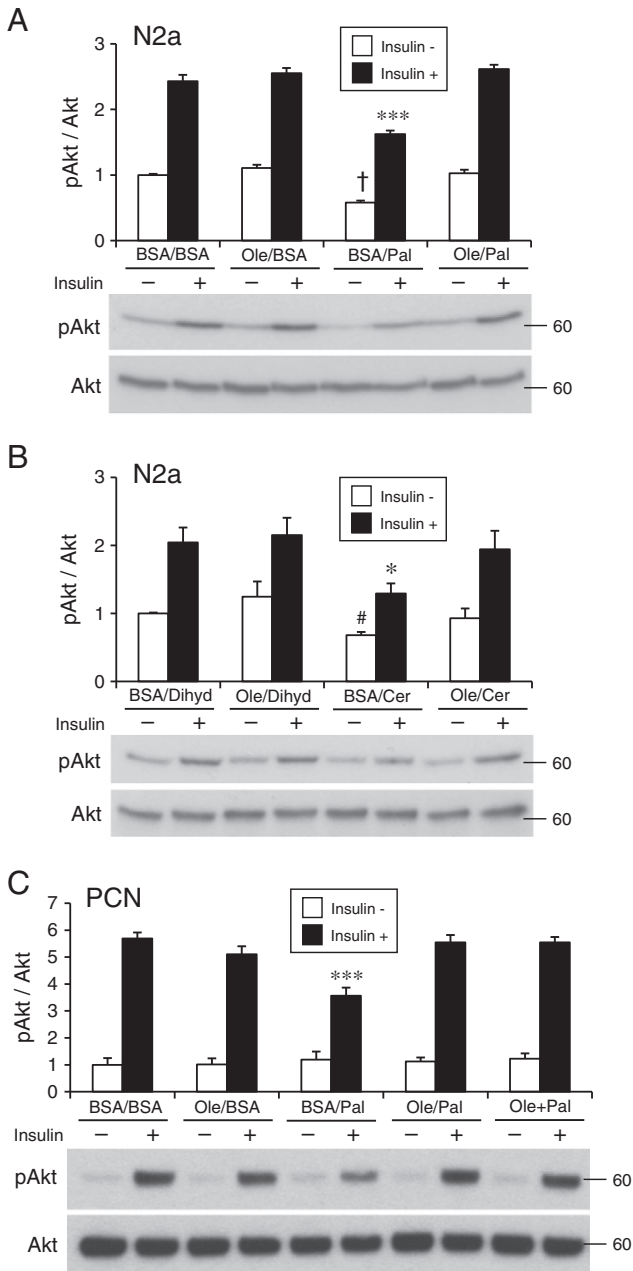 A
N2a
Insulin -
Insulin +
pAkt / Akt
3
2
1
0
***
†
BSA/BSA Ole/BSA BSA/Pal Ole/Pal
Insulin − + − + − + − +
pAkt 60
Akt 60
B
N2a
Insulin -
Insulin +
pAkt / Akt
3
2
1
0
*
#
BSA/Dihyd Ole/Dihyd BSA/Cer Ole/Cer
Insulin − + − + − + − +
pAkt 60
Akt 60
C
PCN
Insulin -
Insulin +
pAkt / Akt
7
6
5
4
3
2
1
0
***
BSA/BSA Ole/BSA BSA/Pal Ole/Pal Ole+Pal
Insulin − + − + − + − + − +
pAkt 60
Akt 60